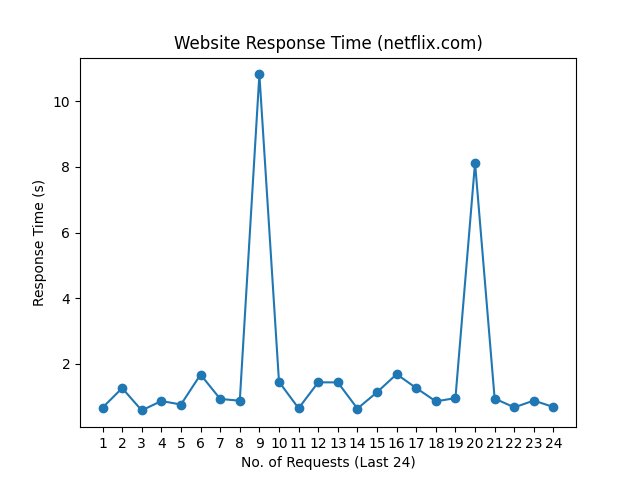 Website Response Time (netflix.com)
10
8
6
4
2
Response Time (s)
1 2 3 4 5 6 7 8 9 10 11 12 13 14 15 16 17 18 19 20 21 22 23 24
No. of Requests (Last 24)